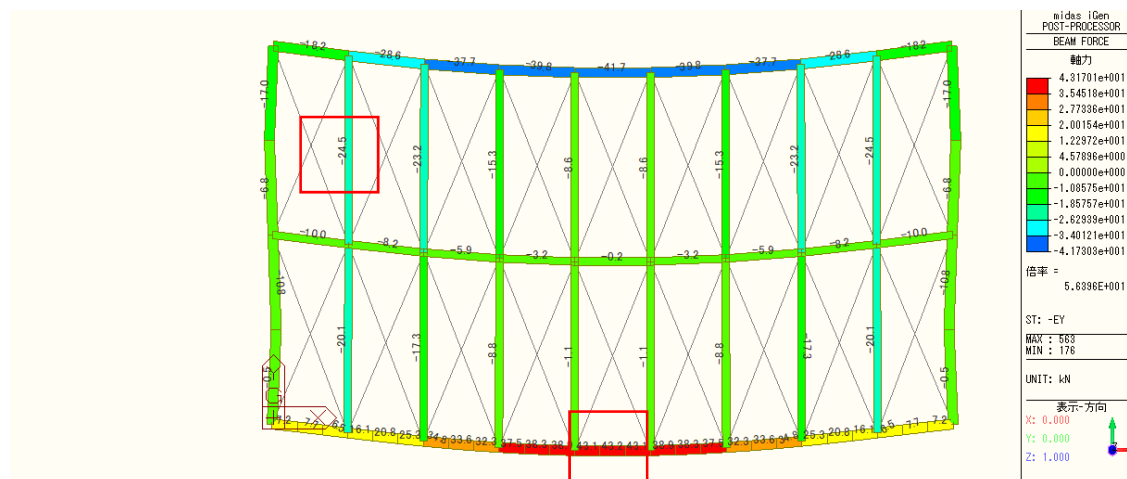 midas iGen
POST-PROCESSOR
BEAM FORCE
軸力
4.31701e+001
3.54518e+001
2.77336e+001
2.00154e+001
1.22972e+001
4.57896e+000
0.00000e+000
-1.08575e+001
-1.85757e+001
-2.62939e+001
-3.40121e+001
-4.17303e+001
倍率 =
5.6396E+001
ST: -EY
MAX : 563
MIN : 176
UNIT: kN
表示-方向
X: 0.000
Y: 0.000
Z: 1.000
-18.2 -28.6 -37.7 -39.8 -41.7 -39.8 -37.7 -28.6 -18.2
-17.0 -17.0
-24.5 -23.2 -15.3 -8.6 -8.6 -15.3 -23.2 -24.5
-6.8 -6.8
-10.0 -8.2 -5.9 -3.2 -0.2 -3.2 -5.9 -8.2 -10.0
-10.8 -10.8
-20.1 -17.3 -8.8 -1.1 -1.1 -8.8 -17.3 -20.1
-0.5 -0.5
7.2 16.1 20.8 25.3 33.6 32.3 37.5 38.3 43.2 38.3 32.3 33.6 25.3 20.8 16.1 7.7 7.2